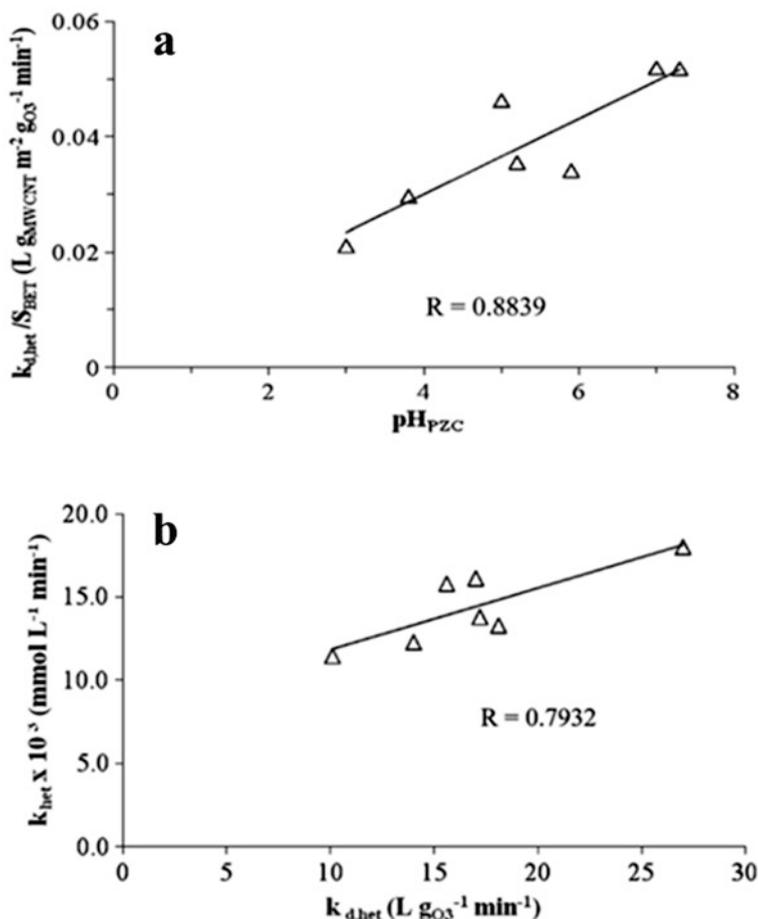 a
k_d,het /S_BET (L g_MWCNT m⁻² g_O3⁻¹ min⁻¹)
0.06
0.04
0.02
0
R = 0.8839
0 2 4 6 8
pH_PZC
b
k_het x 10⁻³ (mmol L⁻¹ min⁻¹)
20.0
15.0
10.0
5.0
0.0
R = 0.7932
0 5 10 15 20 25 30
k_d,het (L g_O3⁻¹ min⁻¹)